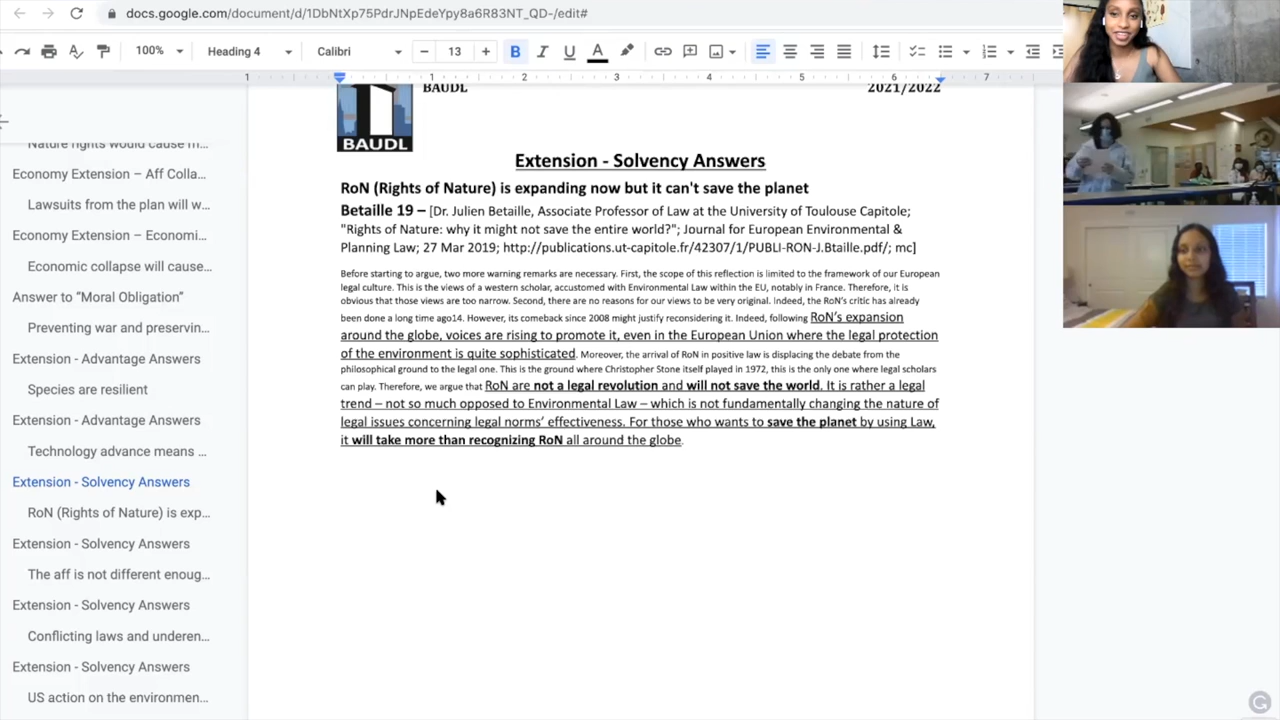 docs.google.com/document/d/1DbNtXp75PdrJNpEdeYpy8a6R83NT_QD-/edit#
100% Heading 4 Calibri 13 B I U A
1 1 2 3 4 5 6 7
Nature rights would cause m...
Economy Extension – Aff Colla...
Lawsuits from the plan will w...
Economy Extension – Economi...
Economic collapse will cause...
Answer to “Moral Obligation”
Preventing war and preservin...
Extension - Advantage Answers
Species are resilient
Extension - Advantage Answers
Technology advance means ...
Extension - Solvency Answers
RoN (Rights of Nature) is exp...
Extension - Solvency Answers
The aff is not different enoug...
Extension - Solvency Answers
Conflicting laws and underen...
Extension - Solvency Answers
US action on the environmen...
BAUDL 2021/2022
BAUDL
Extension - Solvency Answers
RoN (Rights of Nature) is expanding now but it can't save the planet
Betaille 19 – [Dr. Julien Betaille, Associate Professor of Law at the University of Toulouse Capitole;
"Rights of Nature: why it might not save the entire world?"; Journal for European Environmental &
Planning Law; 27 Mar 2019; http://publications.ut-capitole.fr/42307/1/PUBLI-RON-J.Btaille.pdf/; mc]
Before starting to argue, two more warning remarks are necessary. First, the scope of this reflection is limited to the framework of our European
legal culture. This is the views of a western scholar, accustomed with Environmental Law within the EU, notably in France. Therefore, it is
obvious that those views are too narrow. Second, there are no reasons for our views to be very original. Indeed, the RoN’s critic has already
been done a long time ago14. However, its comeback since 2008 might justify reconsidering it. Indeed, following RoN’s expansion
around the globe, voices are rising to promote it, even in the European Union where the legal protection
of the environment is quite sophisticated. Moreover, the arrival of RoN in positive law is displacing the debate from the
philosophical ground to the legal one. This is the ground where Christopher Stone itself played in 1972, this is the only one where legal scholars
can play. Therefore, we argue that RoN are not a legal revolution and will not save the world. It is rather a legal
trend – not so much opposed to Environmental Law – which is not fundamentally changing the nature of
legal issues concerning legal norms’ effectiveness. For those who wants to save the planet by using Law,
it will take more than recognizing RoN all around the globe.